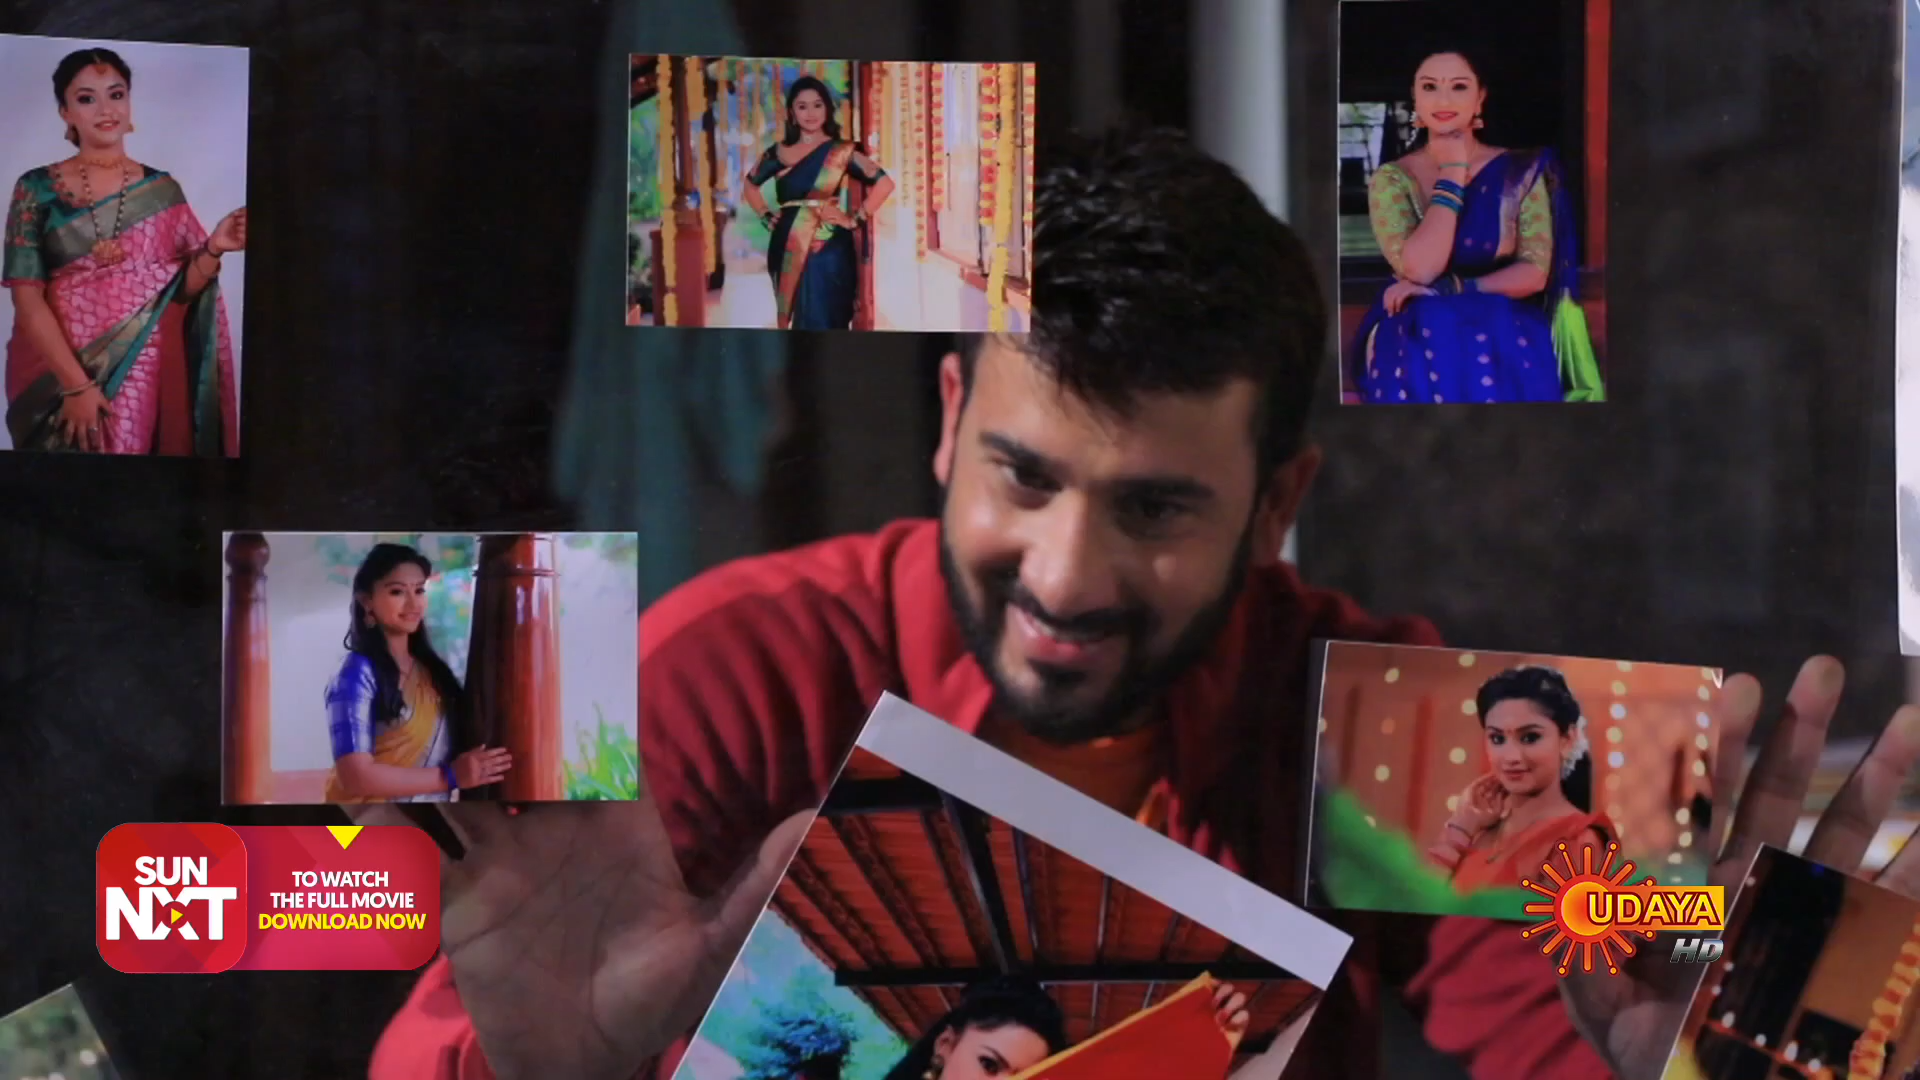 SUN
NXT
TO WATCH
THE FULL MOVIE
DOWNLOAD NOW
UDAYA
HD